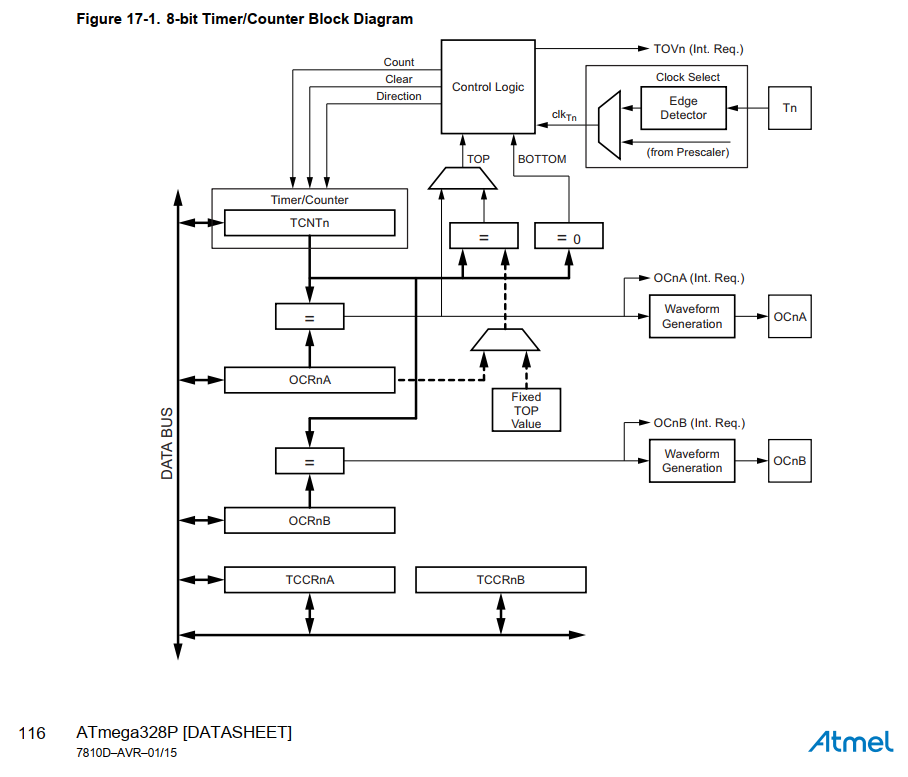 Figure 17-1. 8-bit Timer/Counter Block Diagram
TOVn (Int. Req.)
Count
Clear
Direction
Control Logic
Clock Select
Edge
Detector
Tn
clkTn
(from Prescaler)
TOP
BOTTOM
Timer/Counter
TCNTn
=
= 0
OCnA (Int. Req.)
=
Waveform
Generation
OCnA
OCRnA
Fixed
TOP
Value
DATA BUS
OCnB (Int. Req.)
=
Waveform
Generation
OCnB
OCRnB
TCCRnA
TCCRnB
116
ATmega328P [DATASHEET]
7810D–AVR–01/15
Atmel